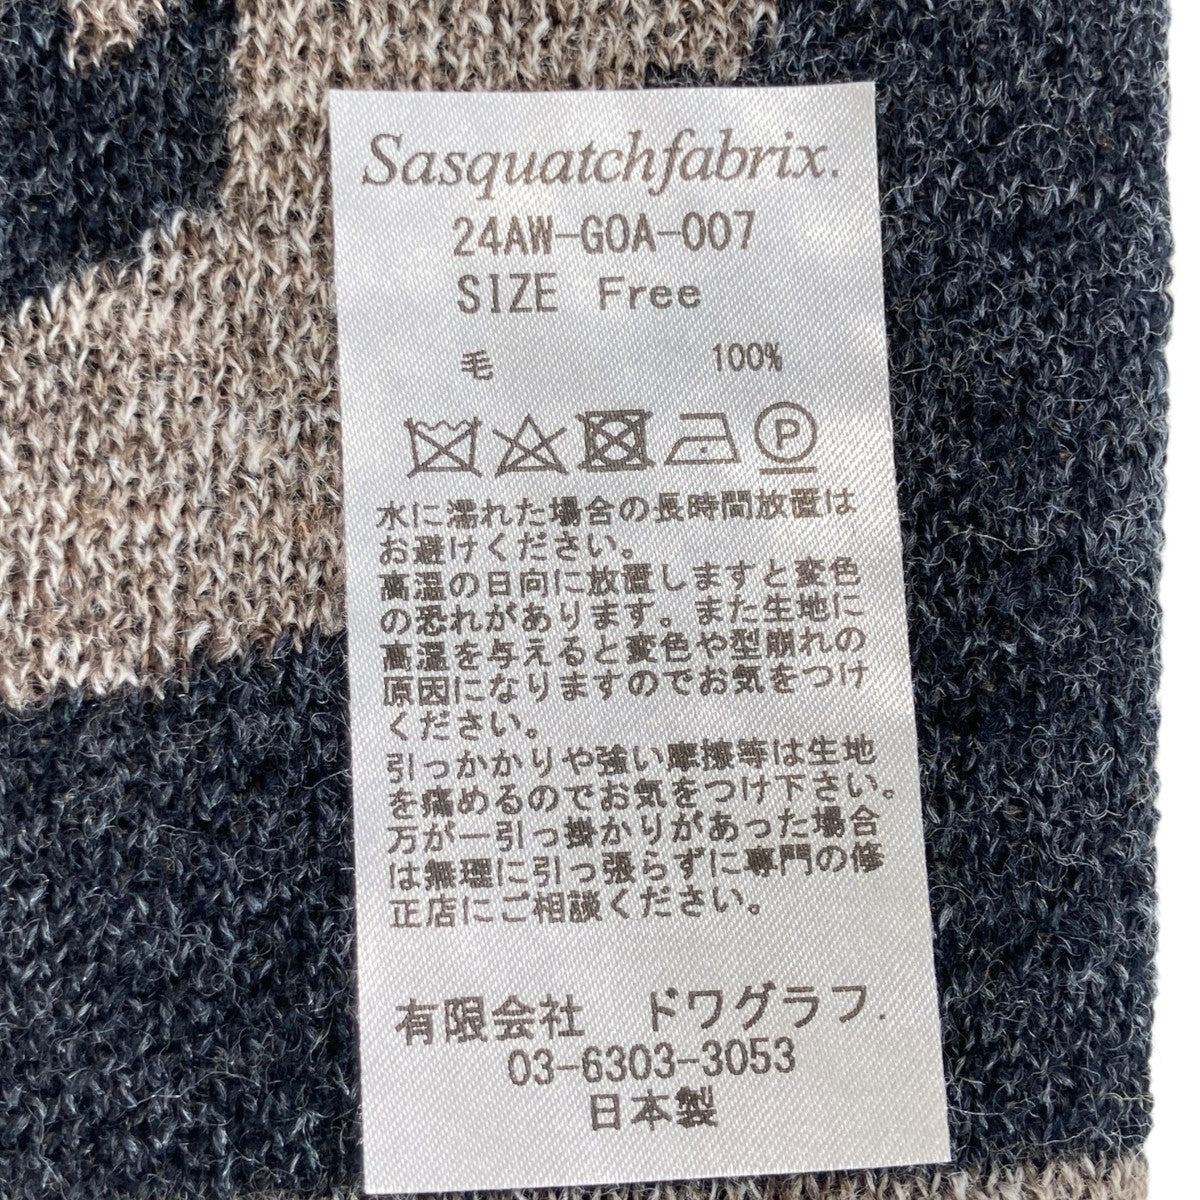 Sasquatchfabrix.
24AW-GOA-007
SIZE Free
毛 100%
P
水に濡れた場合の長時間放置は
お避けください。
高温の日向に放置しますと変色
の恐れがあります。また生地に
高温を与えると変色や型崩れの
原因になりますのでお気をつけ
ください。
引っかかりや強い摩擦等は生地
を痛めるのでお気をつけ下さい。
万が一引っ掛かりがあった場合
は無理に引っ張らずに専門の修
正店にご相談ください。
有限会社 ドワグラフ.
03-6303-3053
日本製